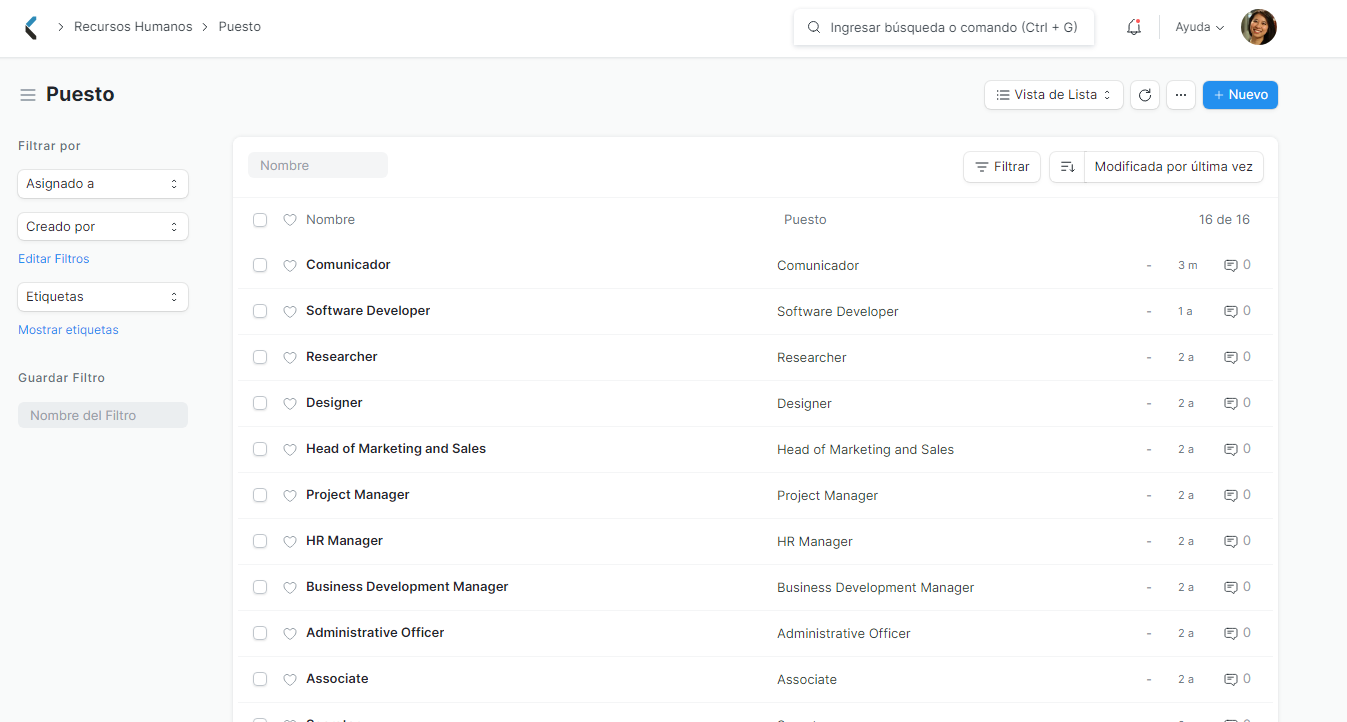 Recursos Humanos
Puesto
Ingresar búsqueda o comando (Ctrl + G)
Ayuda
Puesto
Vista de Lista
Nuevo
Filtrar por
Asignado a
Creado por
Editar Filtros
Etiquetas
Mostrar etiquetas
Guardar Filtro
Nombre del Filtro
Nombre
Filtrar
Modificada por última vez
Nombre Puesto 16 de 16
Comunicador Comunicador - 3 m 0
Software Developer Software Developer - 1 a 0
Researcher Researcher - 2 a 0
Designer Designer - 2 a 0
Head of Marketing and Sales Head of Marketing and Sales - 2 a 0
Project Manager Project Manager - 2 a 0
HR Manager HR Manager - 2 a 0
Business Development Manager Business Development Manager - 2 a 0
Administrative Officer Administrative Officer - 2 a 0
Associate Associate - 2 a 0